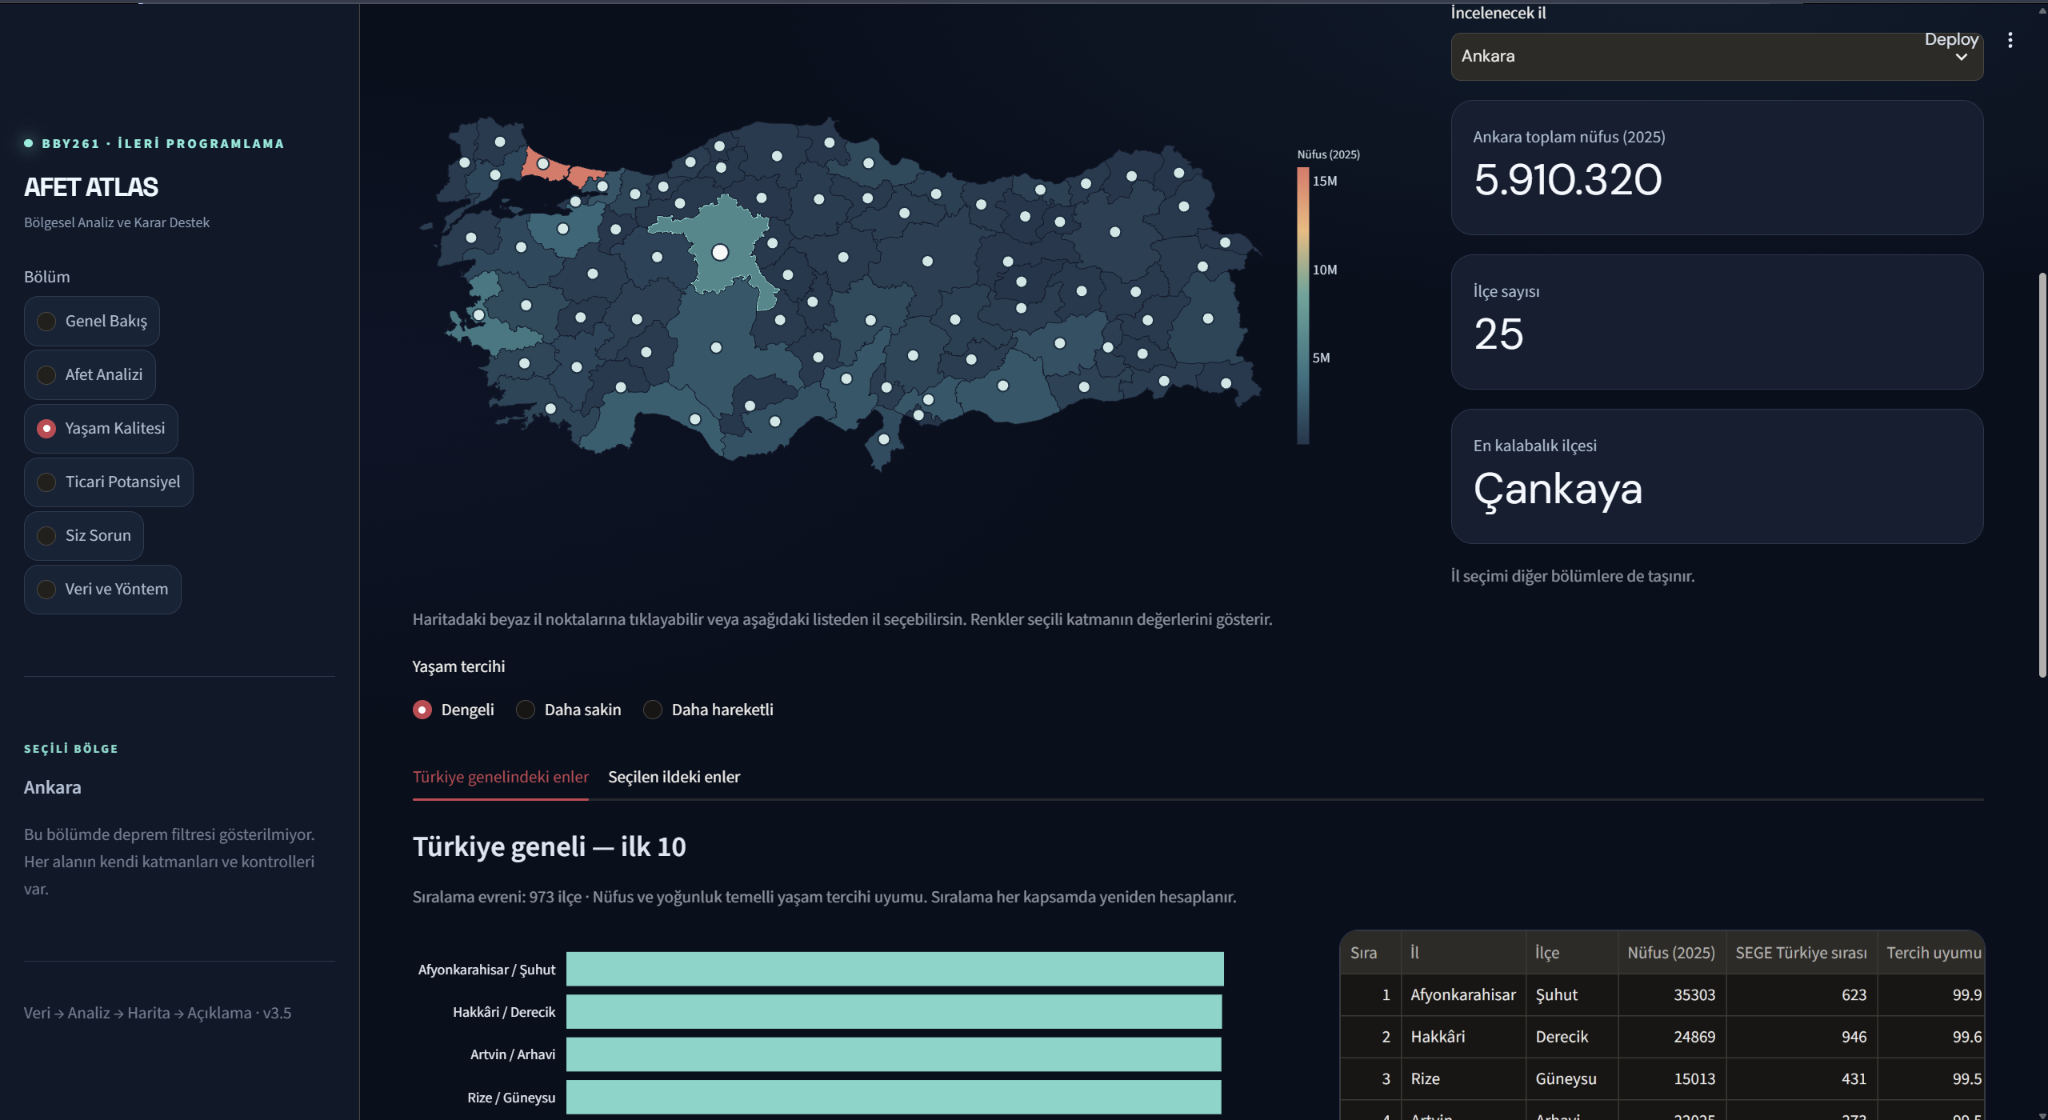 BBY261 · İLERİ PROGRAMLAMA
AFET ATLAS
Bölgesel Analiz ve Karar Destek
Bölüm
Genel Bakış
Afet Analizi
Yaşam Kalitesi
Ticari Potansiyel
Siz Sorun
Veri ve Yöntem
SEÇİLİ BÖLGE
Ankara
Bu bölümde deprem filtresi gösterilmiyor.
Her alanın kendi katmanları ve kontrolleri
var.
Veri → Analiz → Harita → Açıklama · v3.5
Nüfus (2025)
15M
10M
5M
İncelenecek il
Deploy
Ankara
Ankara toplam nüfus (2025)
5.910.320
İlçe sayısı
25
En kalabalık ilçesi
Çankaya
İl seçimi diğer bölümlere de taşınır.
Haritadaki beyaz il noktalarına tıklayabilir veya aşağıdaki listeden il seçebilirsin. Renkler seçili katmanın değerlerini gösterir.
Yaşam tercihi
Dengeli Daha sakin Daha hareketli
Türkiye genelindeki enler Seçilen ildeki enler
Türkiye geneli — ilk 10
Sıralama evreni: 973 ilçe · Nüfus ve yoğunluk temelli yaşam tercihi uyumu. Sıralama her kapsamda yeniden hesaplanır.
Afyonkarahisar / Şuhut
Hakkâri / Derecik
Artvin / Arhavi
Rize / Güneysu
Sıra İl İlçe Nüfus (2025) SEGE Türkiye sırası Tercih uyumu
1 Afyonkarahisar Şuhut 35303 623 99.9
2 Hakkâri Derecik 24869 946 99.6
3 Rize Güneysu 15013 431 99.5